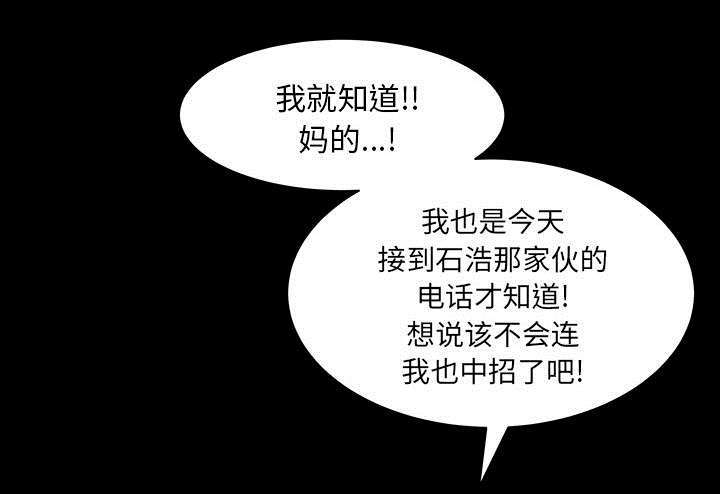 我就知道!!
妈的...!
我也是今天
接到石浩那家伙的
电话才知道!
想说该不会连
我也中招了吧!